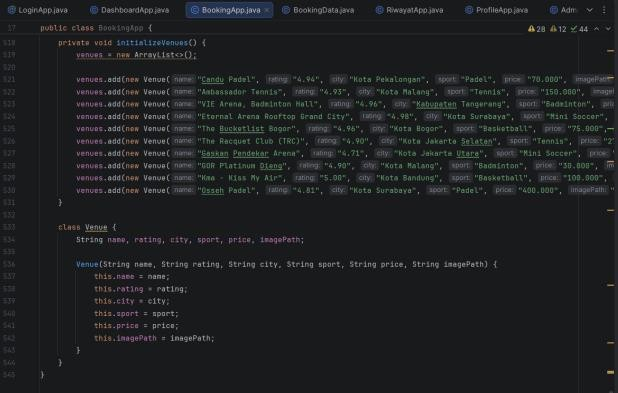 LoginApp.java DashboardApp.java BookingApp.java × BookingData.java RiwayatApp.java ProfileApp.java Adm
17 public class BookingApp { 28 12 44
518 private void initializeVenues() {
519 venues = new ArrayList<>();
520
521 venues.add(new Venue( name: "Candu Padel", rating: "4.94", city: "Kota Pekalongan", sport: "Padel", price: "70.000", imagePath
522 venues.add(new Venue( name: "Ambassador Tennis", rating: "4.93", city: "Kota Malang", sport: "Tennis", price: "150.000", imageP
523 venues.add(new Venue( name: "VIE Arena, Badminton Hall", rating: "4.96", city: "Kabupaten Tangerang", sport: "Badminton", pric
524 venues.add(new Venue( name: "Eternal Arena Rooftop Grand City", rating: "4.98", city: "Kota Surabaya", sport: "Mini Soccer",
525 venues.add(new Venue( name: "The Bucketlist Bogor", rating: "4.96", city: "Kota Bogor", sport: "Basketball", price: "75.000",
526 venues.add(new Venue( name: "The Racquet Club (TRC)", rating: "4.90", city: "Kota Jakarta Selatan", sport: "Tennis", price:
527 venues.add(new Venue( name: "Gaskan Pendekar Arena", rating: "4.71", city: "Kota Jakarta Utara", sport: "Mini Soccer", price:
528 venues.add(new Venue( name: "GOR Platinum Dieng", rating: "4.90", city: "Kota Malang", sport: "Badminton", price: "30.000",
529 venues.add(new Venue( name: "Kma - Kiss My Air", rating: "5.00", city: "Kota Bandung", sport: "Basketball", price: "100.000",
530 venues.add(new Venue( name: "Osseh Padel", rating: "4.81", city: "Kota Surabaya", sport: "Padel", price: "400.000", imagePath:
531 }
532
533 class Venue {
534 String name, rating, city, sport, price, imagePath;
535
536 Venue(String name, String rating, String city, String sport, String price, String imagePath) {
537 this.name = name;
538 this.rating = rating;
539 this.city = city;
540 this.sport = sport;
541 this.price = price;
542 this.imagePath = imagePath;
543 }
544 }
545 }